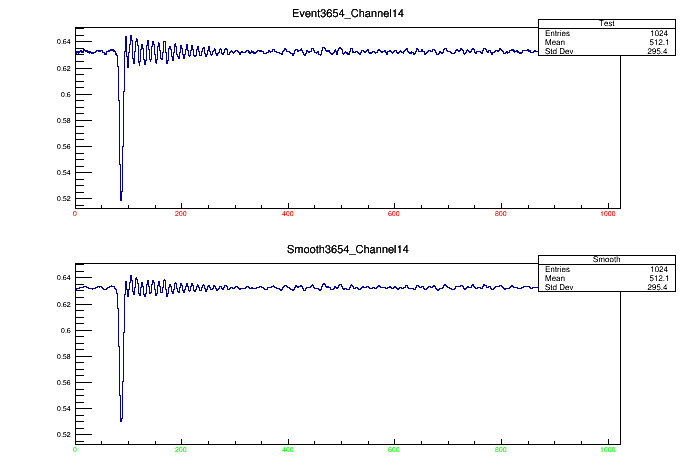 Event3654_Channel14
Test
Entries 1024
Mean 512.1
Std Dev 295.4
0.64
0.62
0.6
0.58
0.56
0.54
0.52
0 200 400 600 800 1000
Smooth3654_Channel14
Smooth
Entries 1024
Mean 512.1
Std Dev 295.4
0.64
0.62
0.6
0.58
0.56
0.54
0.52
0 200 400 600 800 1000